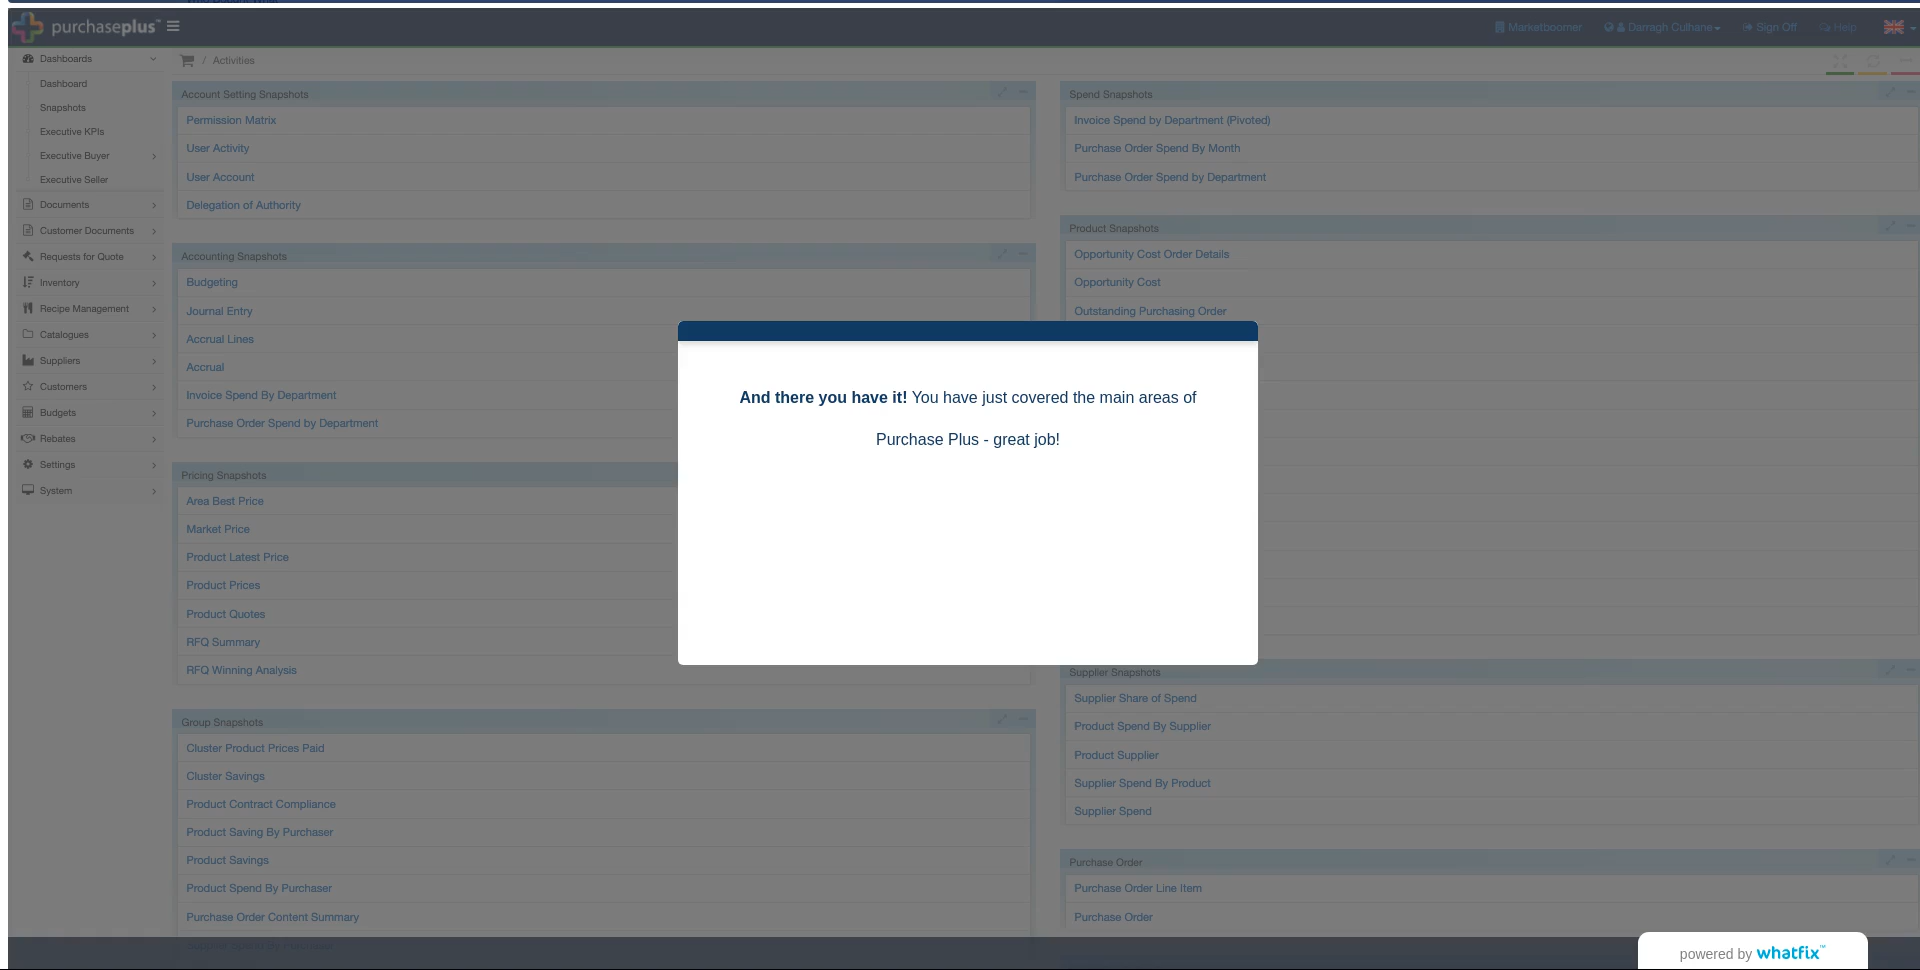 purchaseplus™
Marketboomer
Darragh Culhane
Sign Off
Help
Dashboards
Dashboard
Snapshots
Executive KPIs
Executive Buyer
Executive Seller
Documents
Customer Documents
Requests for Quote
Inventory
Recipe Management
Catalogues
Suppliers
Customers
Budgets
Rebates
Settings
System
/ Activities
Account Setting Snapshots
Permission Matrix
User Activity
User Account
Delegation of Authority
Accounting Snapshots
Budgeting
Journal Entry
Accrual Lines
Accrual
Invoice Spend By Department
Purchase Order Spend by Department
Pricing Snapshots
Area Best Price
Market Price
Product Latest Price
Product Prices
Product Quotes
RFQ Summary
RFQ Winning Analysis
Group Snapshots
Cluster Product Prices Paid
Cluster Savings
Product Contract Compliance
Product Saving By Purchaser
Product Savings
Product Spend By Purchaser
Purchase Order Content Summary
Supplier Spend By Purchaser
Spend Snapshots
Invoice Spend by Department (Pivoted)
Purchase Order Spend By Month
Purchase Order Spend by Department
Product Snapshots
Opportunity Cost Order Details
Opportunity Cost
Outstanding Purchasing Order
And there you have it! You have just covered the main areas of
Purchase Plus - great job!
Supplier Snapshots
Supplier Share of Spend
Product Spend By Supplier
Product Supplier
Supplier Spend By Product
Supplier Spend
Purchase Order
Purchase Order Line Item
Purchase Order
powered by whatfix™